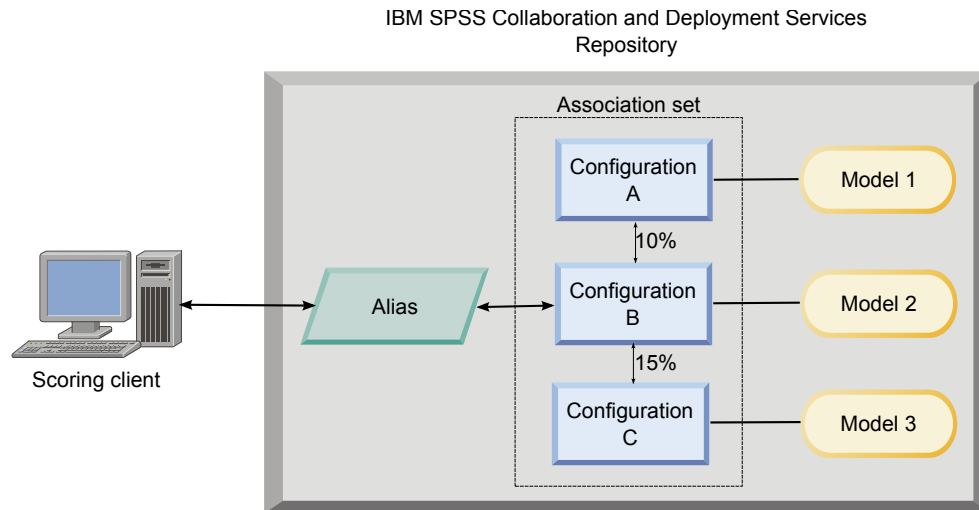 IBM SPSS Collaboration and Deployment Services
Repository
Association set
Configuration
A
Model 1
10%
Alias
Configuration
B
Model 2
15%
Scoring client
Configuration
C
Model 3